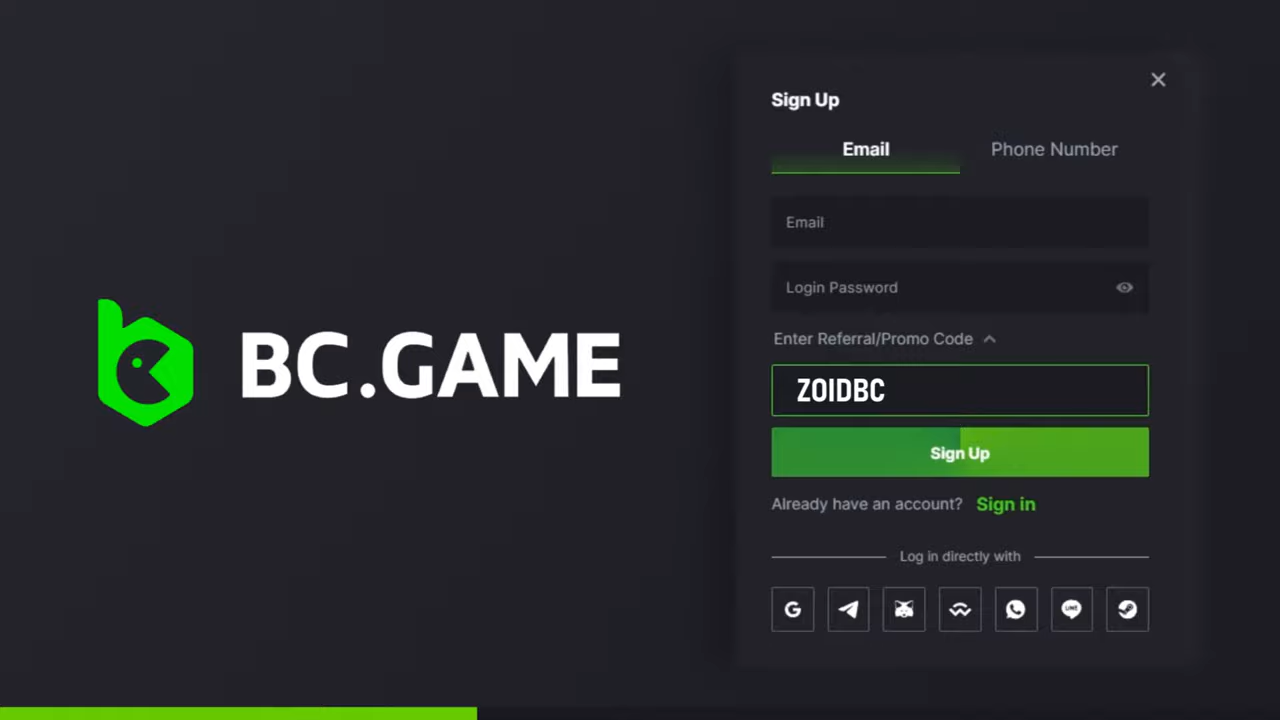 BC.GAME
Sign Up
Email
Phone Number
Email
Login Password
Enter Referral/Promo Code
ZOIDBC
Sign Up
Already have an account? Sign in
Log in directly with
G
LINE